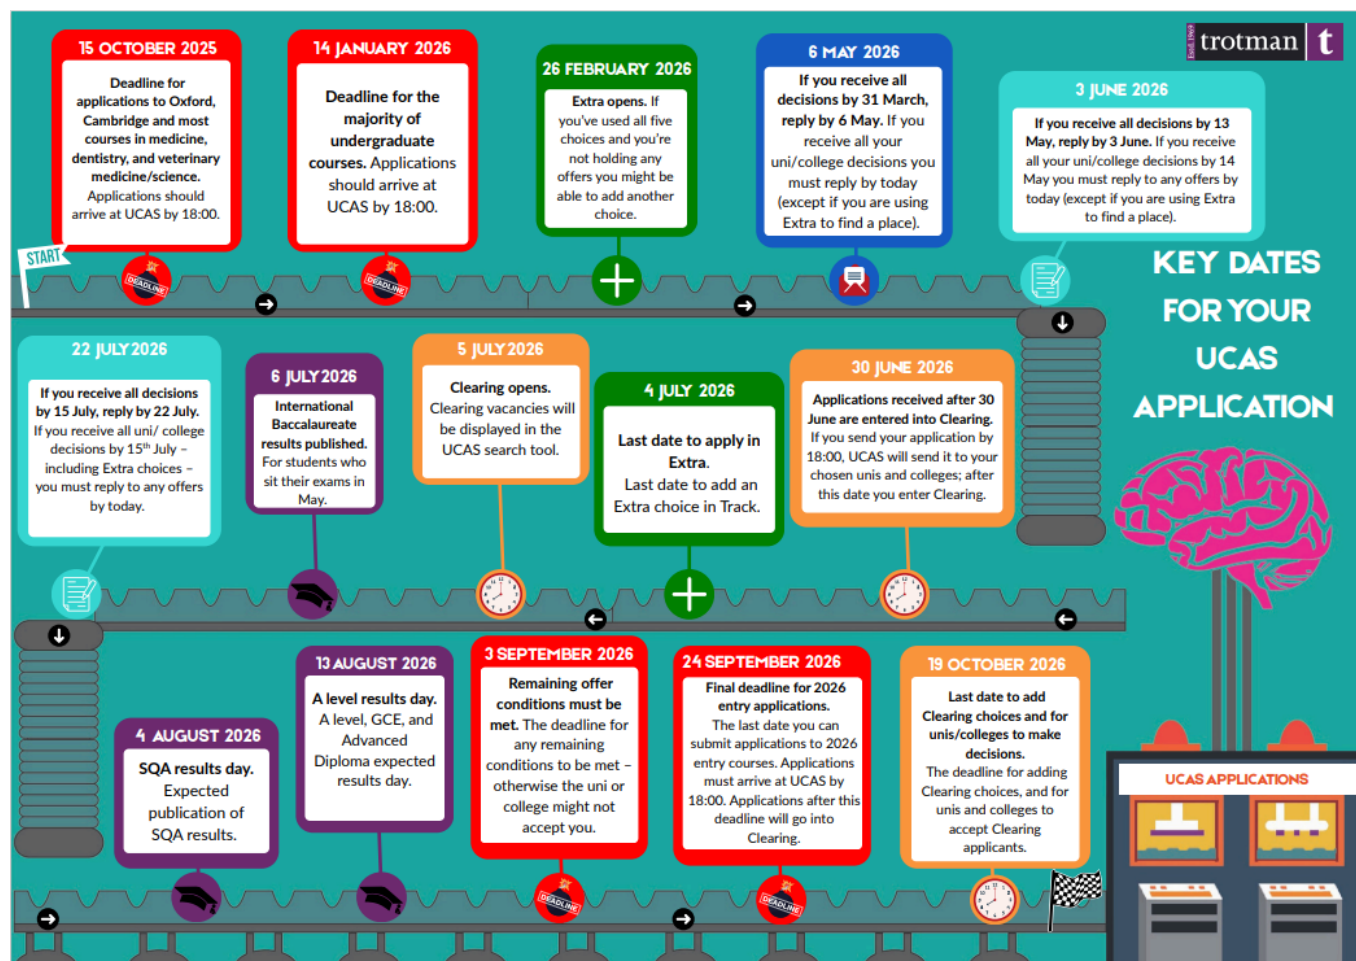 15 OCTOBER 2025
Deadline for
applications to Oxford,
Cambridge and most
courses in medicine,
dentistry, and veterinary
medicine/science.
Applications should
arrive at UCAS by 18:00.
14 JANUARY 2026
Deadline for the
majority of
undergraduate
courses. Applications
should arrive at
UCAS by 18:00.
26 FEBRUARY 2026
Extra opens. If
you've used all five
choices and you're
not holding any
offers you might be
able to add another
choice.
6 MAY 2026
If you receive all
decisions by 31 March,
reply by 6 May. If you
receive all your
uni/college decisions you
must reply by today
(except if you are using
Extra to find a place).
3 JUNE 2026
If you receive all decisions by 13
May, reply by 3 June. If you receive
all your uni/college decisions by 14
May you must reply to any offers by
today (except if you are using Extra
to find a place).
Estd.1969
trotman t
START
DEADLINE
DEADLINE
KEY DATES
FOR YOUR
UCAS
APPLICATION
22 JULY 2026
If you receive all decisions
by 15 July, reply by 22 July.
If you receive all uni/ college
decisions by 15th July –
including Extra choices –
you must reply to any offers
by today.
6 JULY 2026
International
Baccalaureate
results published.
For students who
sit their exams in
May.
5 JULY 2026
Clearing opens.
Clearing vacancies will
be displayed in the
UCAS search tool.
4 JULY 2026
Last date to apply in
Extra.
Last date to add an
Extra choice in Track.
30 JUNE 2026
Applications received after 30
June are entered into Clearing.
If you send your application by
18:00, UCAS will send it to your
chosen unis and colleges; after
this date you enter Clearing.
4 AUGUST 2026
SQA results day.
Expected
publication of
SQA results.
13 AUGUST 2026
A level results day.
A level, GCE, and
Advanced
Diploma expected
results day.
3 SEPTEMBER 2026
Remaining offer
conditions must be
met. The deadline for
any remaining
conditions to be met –
otherwise the uni or
college might not
accept you.
24 SEPTEMBER 2026
Final deadline for 2026
entry applications.
The last date you can
submit applications to 2026
entry courses. Applications
must arrive at UCAS by
18:00. Applications after this
deadline will go into
Clearing.
19 OCTOBER 2026
Last date to add
Clearing choices and for
unis/colleges to make
decisions.
The deadline for adding
Clearing choices, and for
unis and colleges to
accept Clearing
applicants.
DEADLINE
DEADLINE
UCAS APPLICATIONS